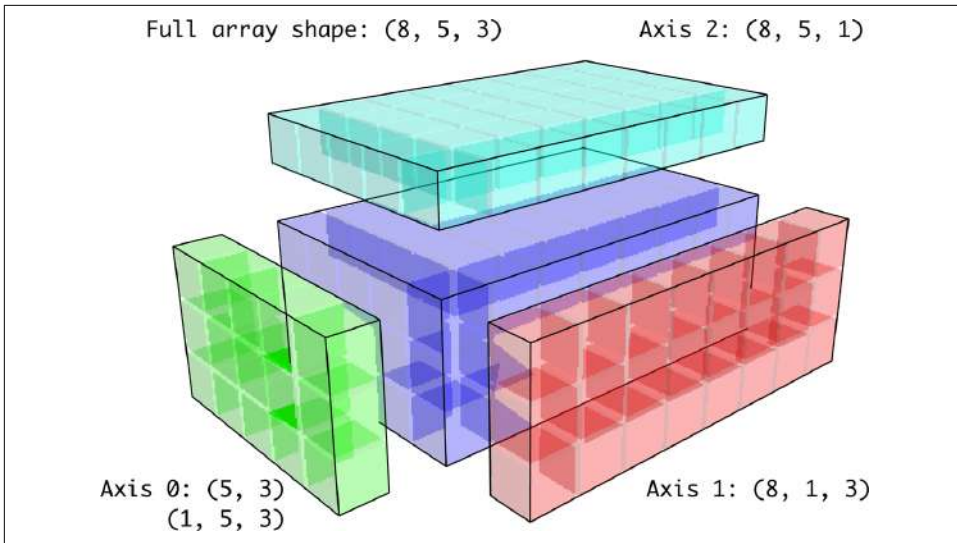 Full array shape: (8, 5, 3)
Axis 2: (8, 5, 1)
Axis 0: (5, 3)
(1, 5, 3)
Axis 1: (8, 1, 3)